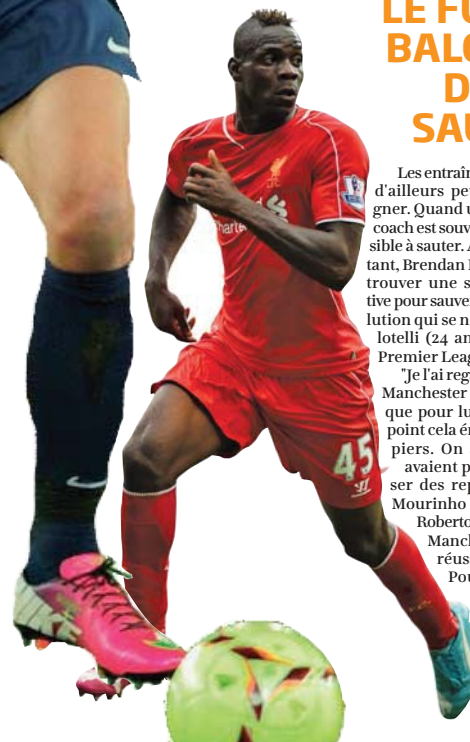 LE FU
BALO
D
SAU
Les entraîn
d'ailleurs pe
gner. Quand u
coach est souv
sible à sauter. A
tant, Brendan 
trouver une s
tive pour sauve
lution qui se n
lotelli (24 an
Premier Leag
"Je l'ai reg
Manchester
que pour lu
point cela én
piers. On
avaient p
ser des rep
Mourinho
Roberto
Manch
réus
Pou
45